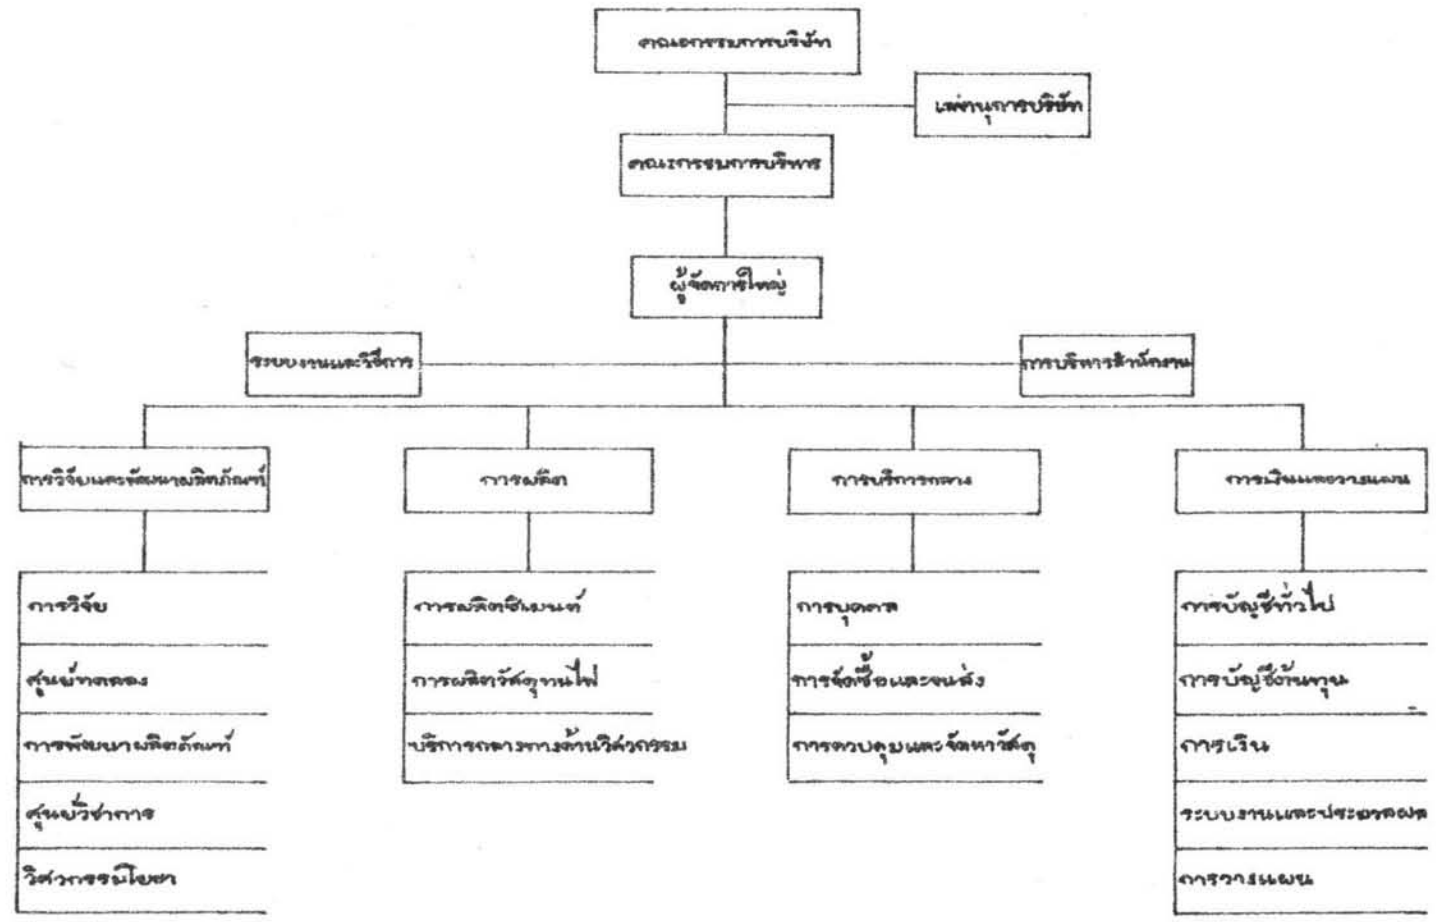 คณะกรรมการบริษัท
เลขานุการบริษัท
คณะกรรมการบริหาร
ผู้จัดการใหญ่
ระบบงานและวิธีการ
การบริหารสำนักงาน
การวิจัยและพัฒนาผลิตภัณฑ์
การผลิต
การบริการกลาง
การเงินและวางแผน
การวิจัย
ศูนย์ทดลอง
การพัฒนาผลิตภัณฑ์
ศูนย์วิชาการ
วิศวกรรมโยธา
การผลิตซิเมนท์
การผลิตวัสดุทนไฟ
บริการกลางทางด้านวิศวกรรม
การบุคคล
การจัดซื้อและขนส่ง
การควบคุมและจัดหาวัสดุ
การบัญชีทั่วไป
การบัญชีต้นทุน
การเงิน
ระบบงานและประมวลผล
การวางแผน